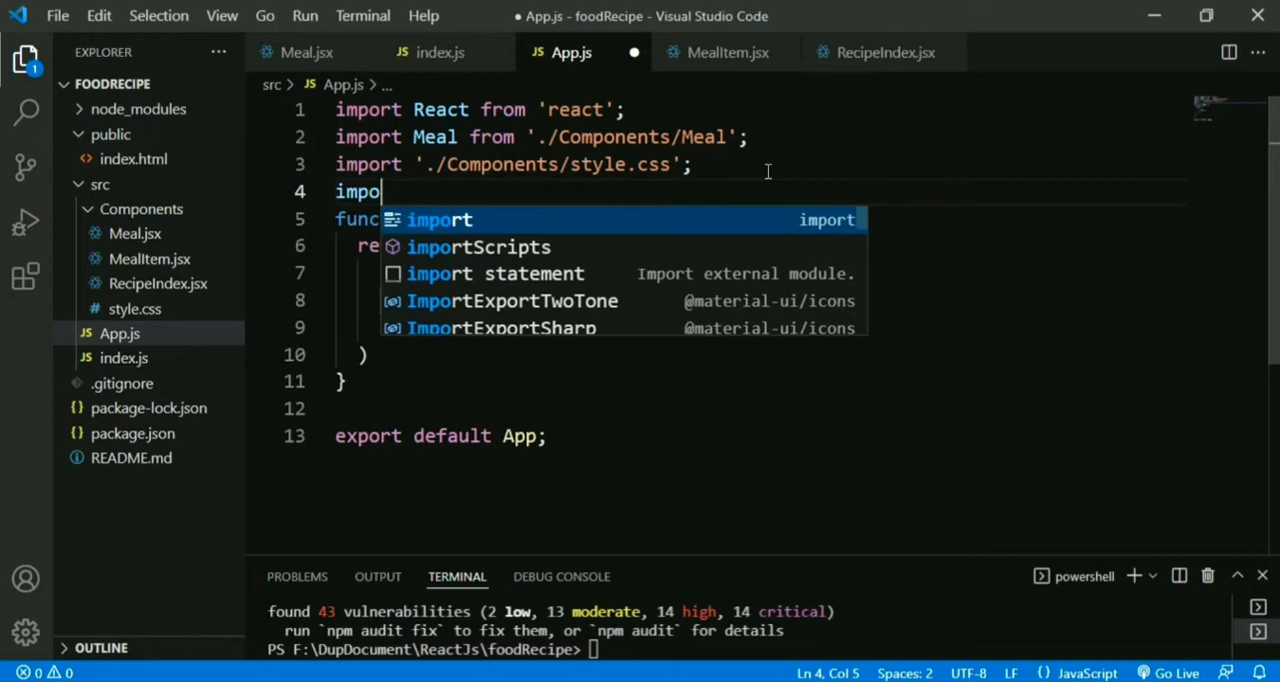 File Edit Selection View Go Run Terminal Help
● App.js - foodRecipe - Visual Studio Code
EXPLORER ···
Meal.jsx
index.js
App.js
MealItem.jsx
RecipeIndex.jsx
1
FOODRECIPE
node_modules
public
index.html
src
Components
Meal.jsx
MealItem.jsx
RecipeIndex.jsx
# style.css
JS App.js
JS index.js
.gitignore
{} package-lock.json
{} package.json
README.md
OUTLINE
src > JS App.js > ...
1 import React from 'react';
2 import Meal from './Components/Meal';
3 import './Components/style.css';
4 impo
5 func
6 re
7
8
9
10 )
11 }
12
13 export default App;
import import
importScripts
import statement Import external module.
ImportExportTwoTone @material-ui/icons
ImportExportSharp @material-ui/icons
PROBLEMS OUTPUT TERMINAL DEBUG CONSOLE
powershell
found 43 vulnerabilities (2 low, 13 moderate, 14 high, 14 critical)
run `npm audit fix` to fix them, or `npm audit` for details
PS F:\DupDocument\ReactJs\foodRecipe>
0 0
Ln 4, Col 5 Spaces: 2 UTF-8 LF {} JavaScript Go Live